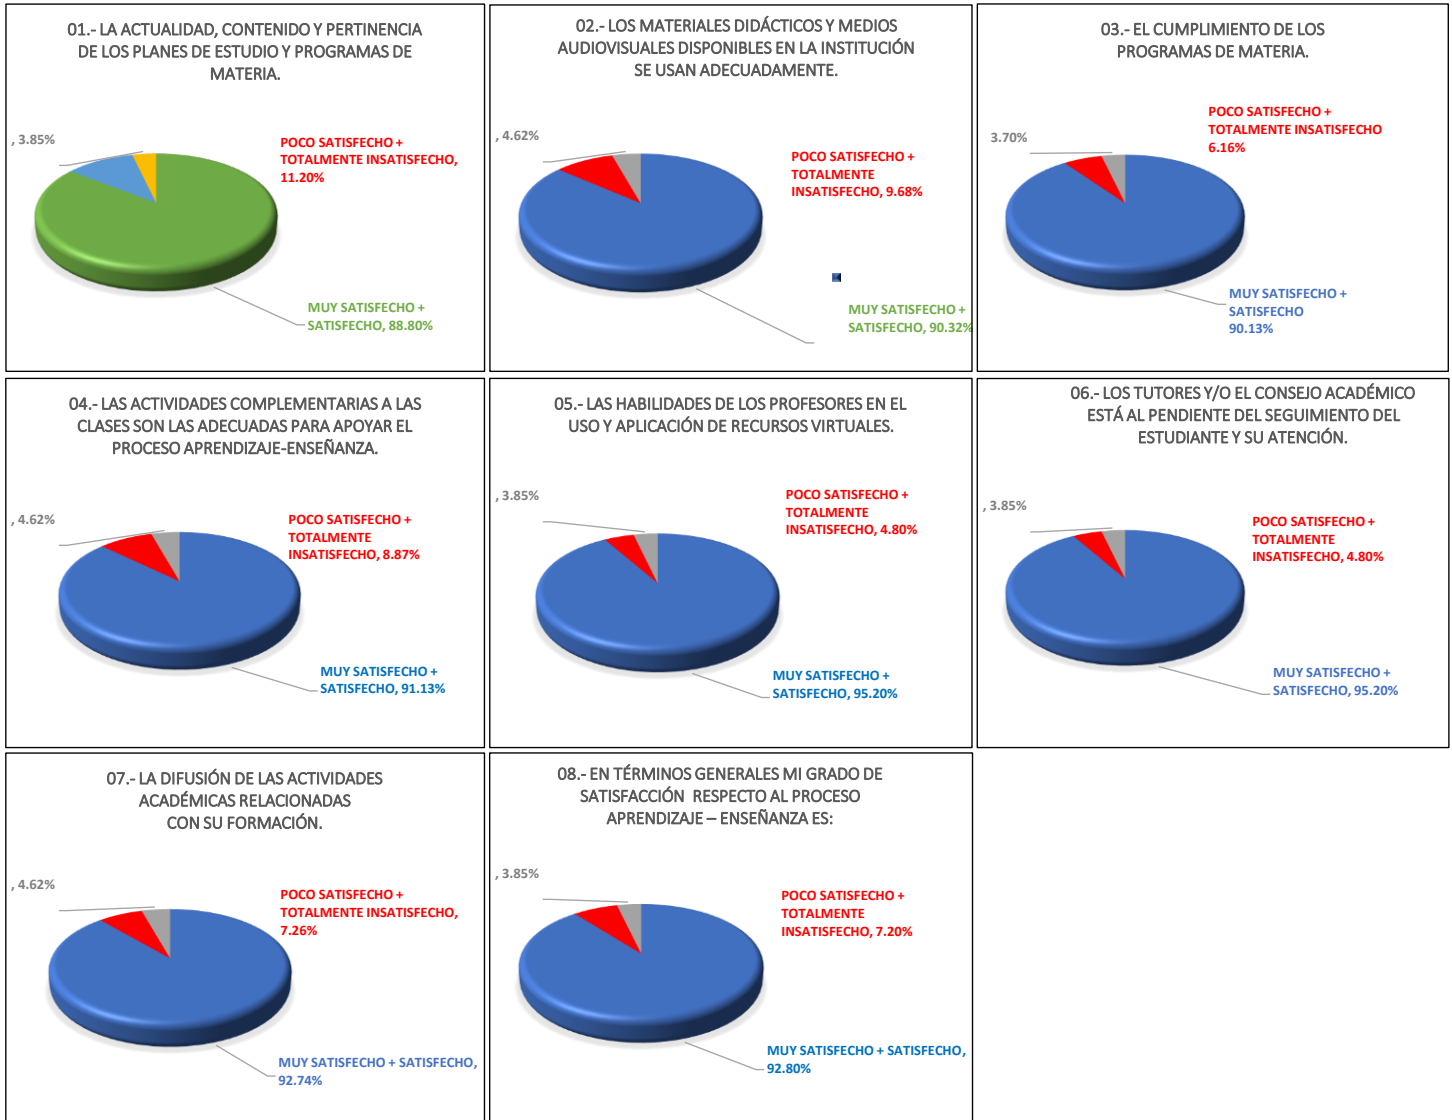 01.- LA ACTUALIDAD, CONTENIDO Y PERTINENCIA
DE LOS PLANES DE ESTUDIO Y PROGRAMAS DE
MATERIA.
, 3.85%
POCO SATISFECHO +
TOTALMENTE INSATISFECHO,
11.20%
MUY SATISFECHO +
SATISFECHO, 88.80%
02.- LOS MATERIALES DIDÁCTICOS Y MEDIOS
AUDIOVISUALES DISPONIBLES EN LA INSTITUCIÓN
SE USAN ADECUADAMENTE.
, 4.62%
POCO SATISFECHO +
TOTALMENTE
INSATISFECHO, 9.68%
MUY SATISFECHO +
SATISFECHO, 90.32%
03.- EL CUMPLIMIENTO DE LOS
PROGRAMAS DE MATERIA.
3.70%
POCO SATISFECHO +
TOTALMENTE INSATISFECHO
6.16%
MUY SATISFECHO +
SATISFECHO
90.13%
04.- LAS ACTIVIDADES COMPLEMENTARIAS A LAS
CLASES SON LAS ADECUADAS PARA APOYAR EL
PROCESO APRENDIZAJE-ENSEÑANZA.
, 4.62%
POCO SATISFECHO +
TOTALMENTE
INSATISFECHO, 8.87%
MUY SATISFECHO +
SATISFECHO, 91.13%
05.- LAS HABILIDADES DE LOS PROFESORES EN EL
USO Y APLICACIÓN DE RECURSOS VIRTUALES.
, 3.85%
POCO SATISFECHO +
TOTALMENTE
INSATISFECHO, 4.80%
MUY SATISFECHO +
SATISFECHO, 95.20%
06.- LOS TUTORES Y/O EL CONSEJO ACADÉMICO
ESTÁ AL PENDIENTE DEL SEGUIMIENTO DEL
ESTUDIANTE Y SU ATENCIÓN.
, 3.85%
POCO SATISFECHO +
TOTALMENTE
INSATISFECHO, 4.80%
MUY SATISFECHO +
SATISFECHO, 95.20%
07.- LA DIFUSIÓN DE LAS ACTIVIDADES
ACADÉMICAS RELACIONADAS
CON SU FORMACIÓN.
, 4.62%
POCO SATISFECHO +
TOTALMENTE INSATISFECHO,
7.26%
MUY SATISFECHO + SATISFECHO,
92.74%
08.- EN TÉRMINOS GENERALES MI GRADO DE
SATISFACCIÓN RESPECTO AL PROCESO
APRENDIZAJE – ENSEÑANZA ES:
, 3.85%
POCO SATISFECHO +
TOTALMENTE
INSATISFECHO, 7.20%
MUY SATISFECHO + SATISFECHO,
92.80%